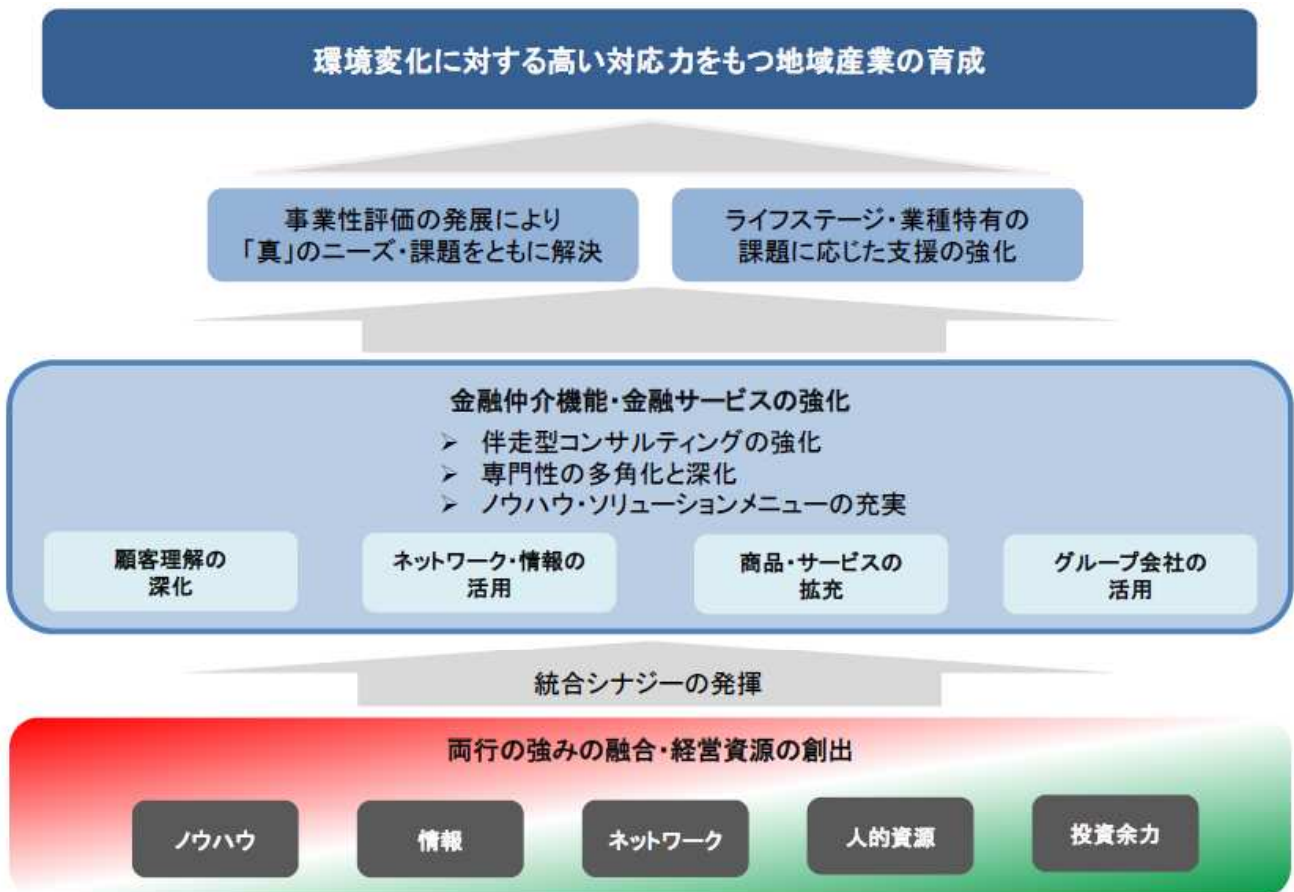 環境変化に対する高い対応力をもつ地域産業の育成
事業性評価の発展により
「真」のニーズ・課題をともに解決
ライフステージ・業種特有の
課題に応じた支援の強化
金融仲介機能・金融サービスの強化
➢ 伴走型コンサルティングの強化
➢ 専門性の多角化と深化
➢ ノウハウ・ソリューションメニューの充実
顧客理解の
深化
ネットワーク・情報の
活用
商品・サービスの
拡充
グループ会社の
活用
統合シナジーの発揮
両行の強みの融合・経営資源の創出
ノウハウ
情報
ネットワーク
人的資源
投資余力